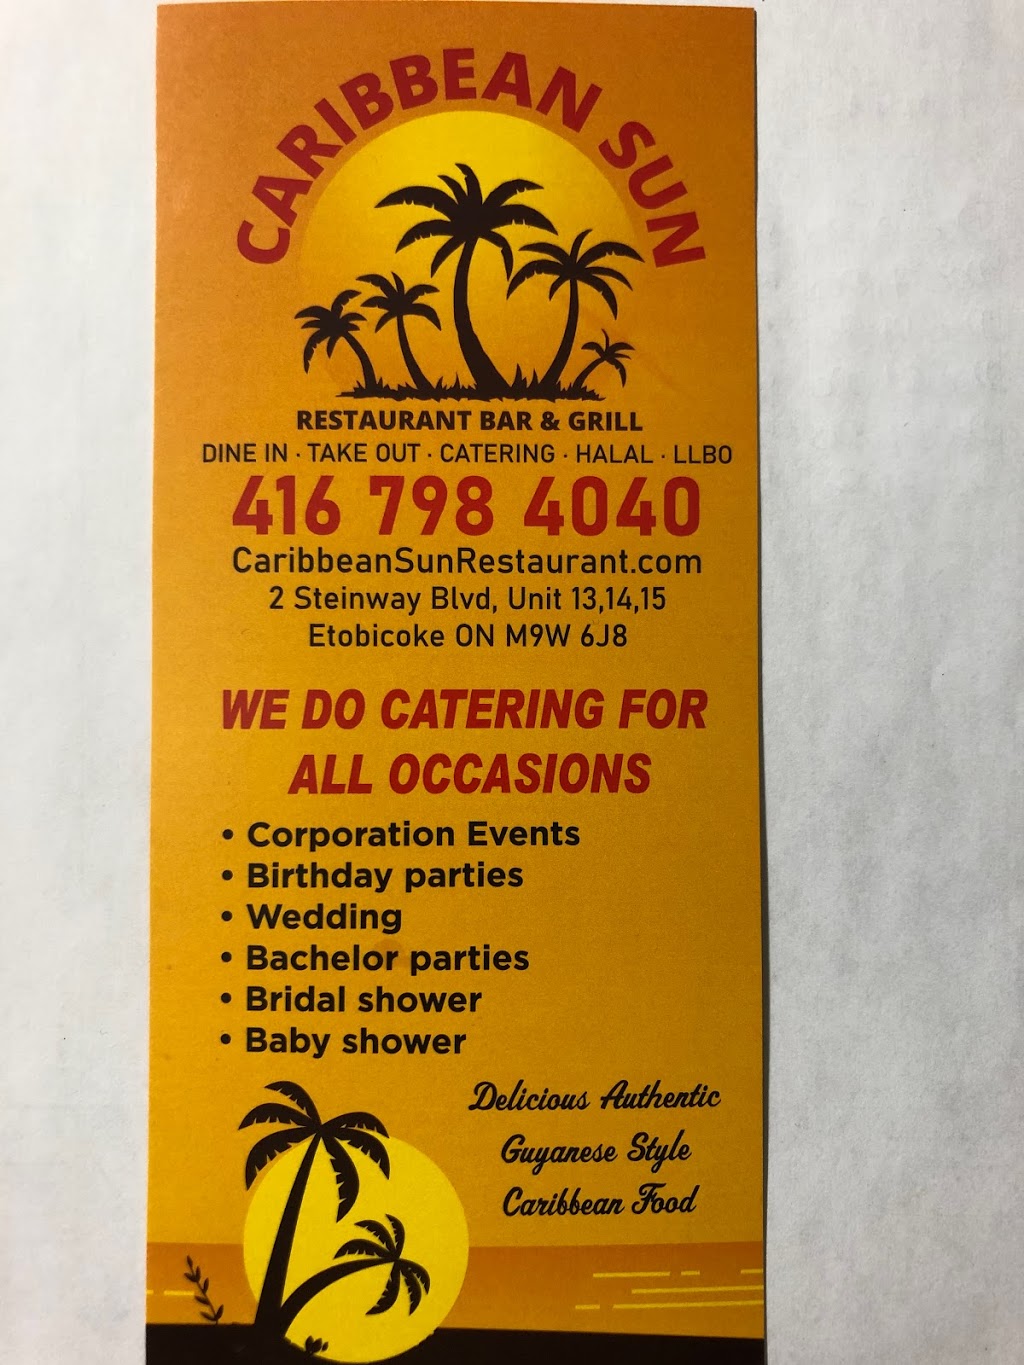 CARIBBEAN SUN
RESTAURANT BAR & GRILL
DINE IN · TAKE OUT · CATERING · HALAL · LLBO
416 798 4040
CaribbeanSunRestaurant.com
2 Steinway Blvd, Unit 13,14,15
Etobicoke ON M9W 6J8
WE DO CATERING FOR
ALL OCCASIONS
• Corporation Events
• Birthday parties
• Wedding
• Bachelor parties
• Bridal shower
• Baby shower
Delicious Authentic
Guyanese Style
Caribbean Food